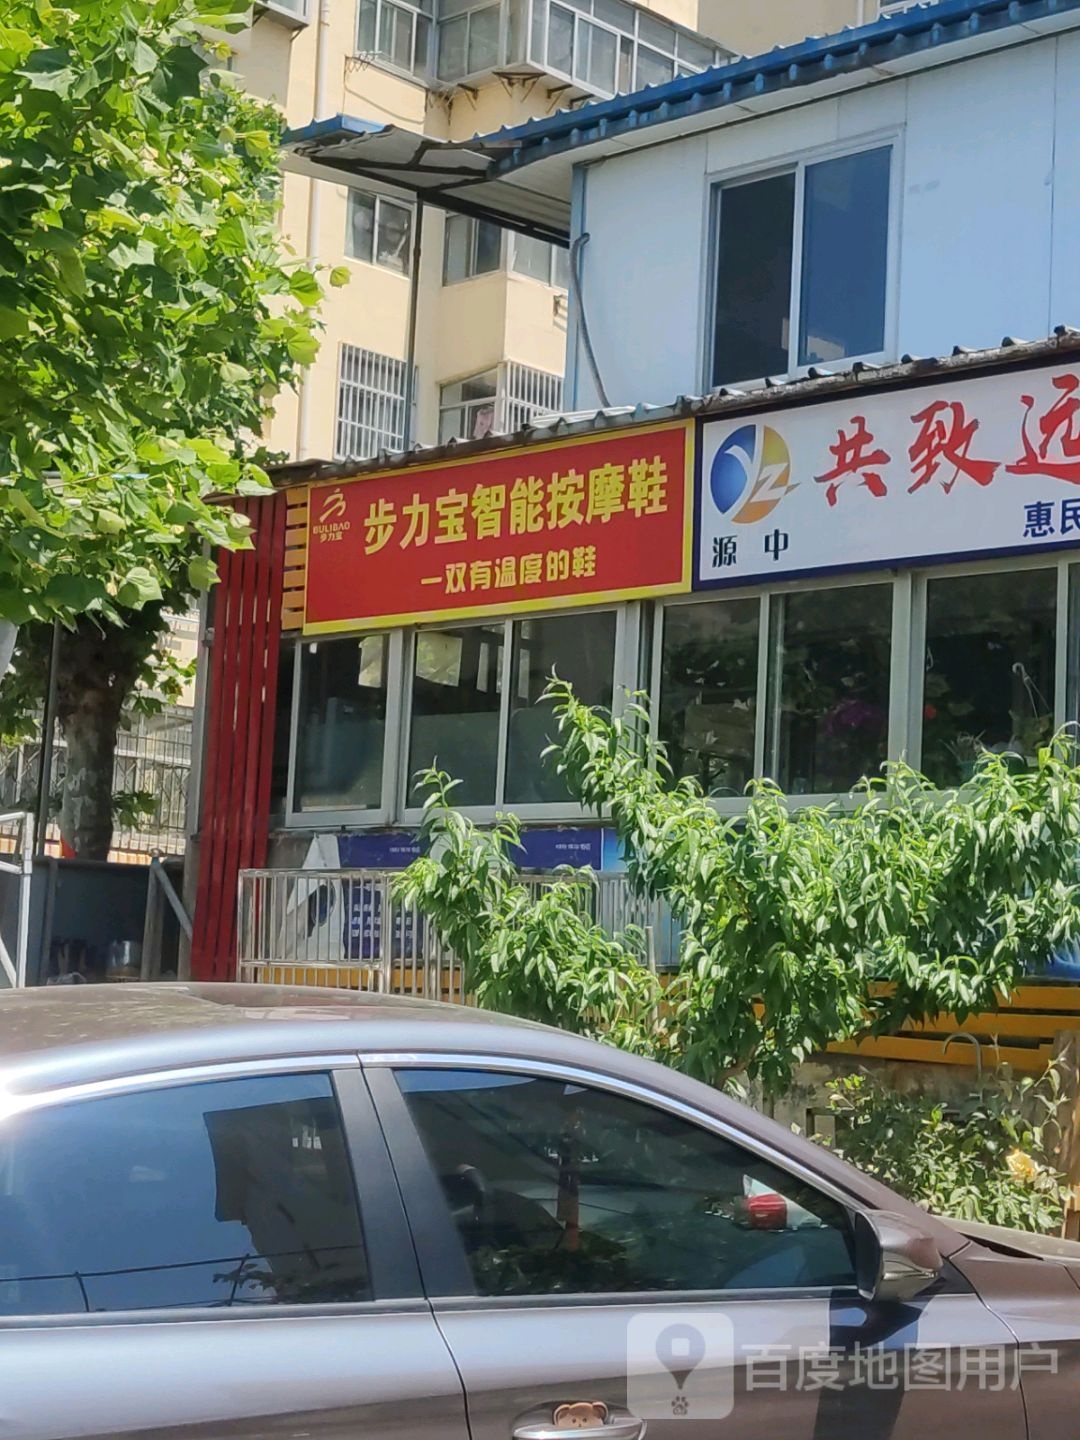 BULIBAO
步力宝
步力宝智能按摩鞋
一双有温度的鞋
yz
源中
共致远
惠民
百度地图用户